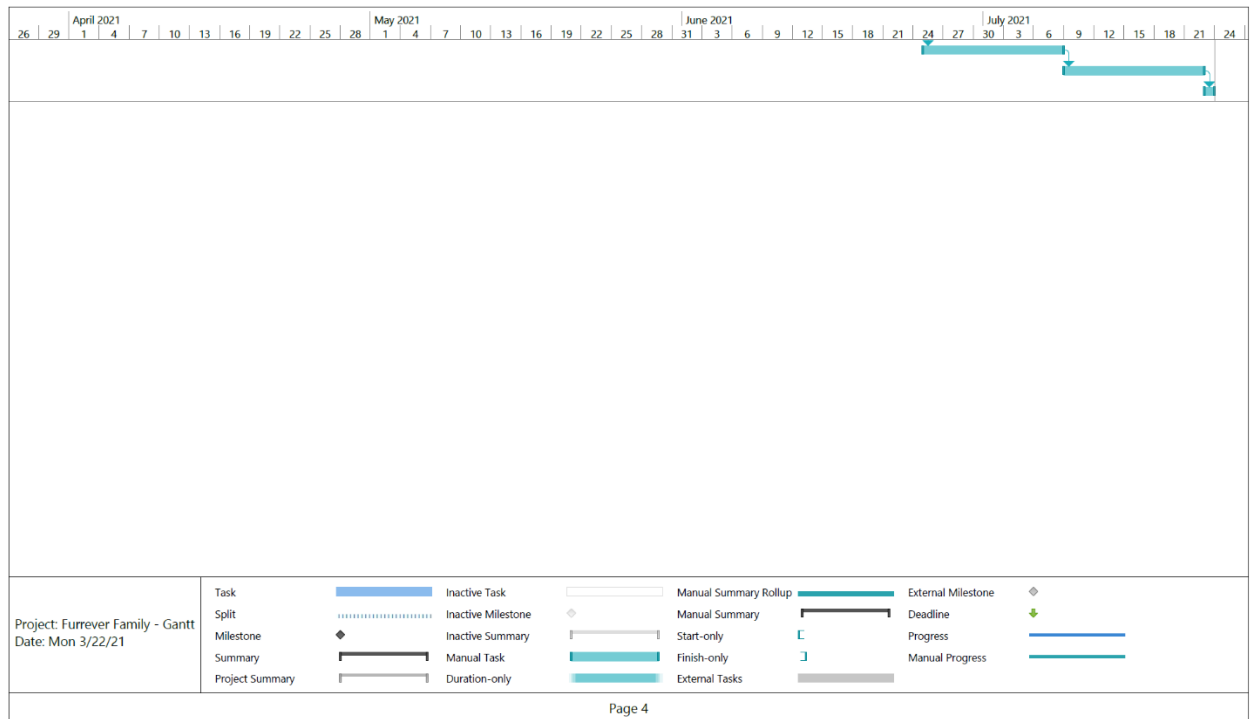 April 2021 May 2021 June 2021 July 2021
26 29 1 4 7 10 13 16 19 22 25 28 1 4 7 10 13 16 19 22 25 28 31 3 6 9 12 15 18 21 24 27 30 3 6 9 12 15 18 21 24
Project: Furrever Family - Gantt
Date: Mon 3/22/21
Task
Split
Milestone
Summary
Project Summary
Inactive Task
Inactive Milestone
Inactive Summary
Manual Task
Duration-only
Manual Summary Rollup
Manual Summary
Start-only
Finish-only
External Tasks
External Milestone
Deadline
Progress
Manual Progress
Page 4